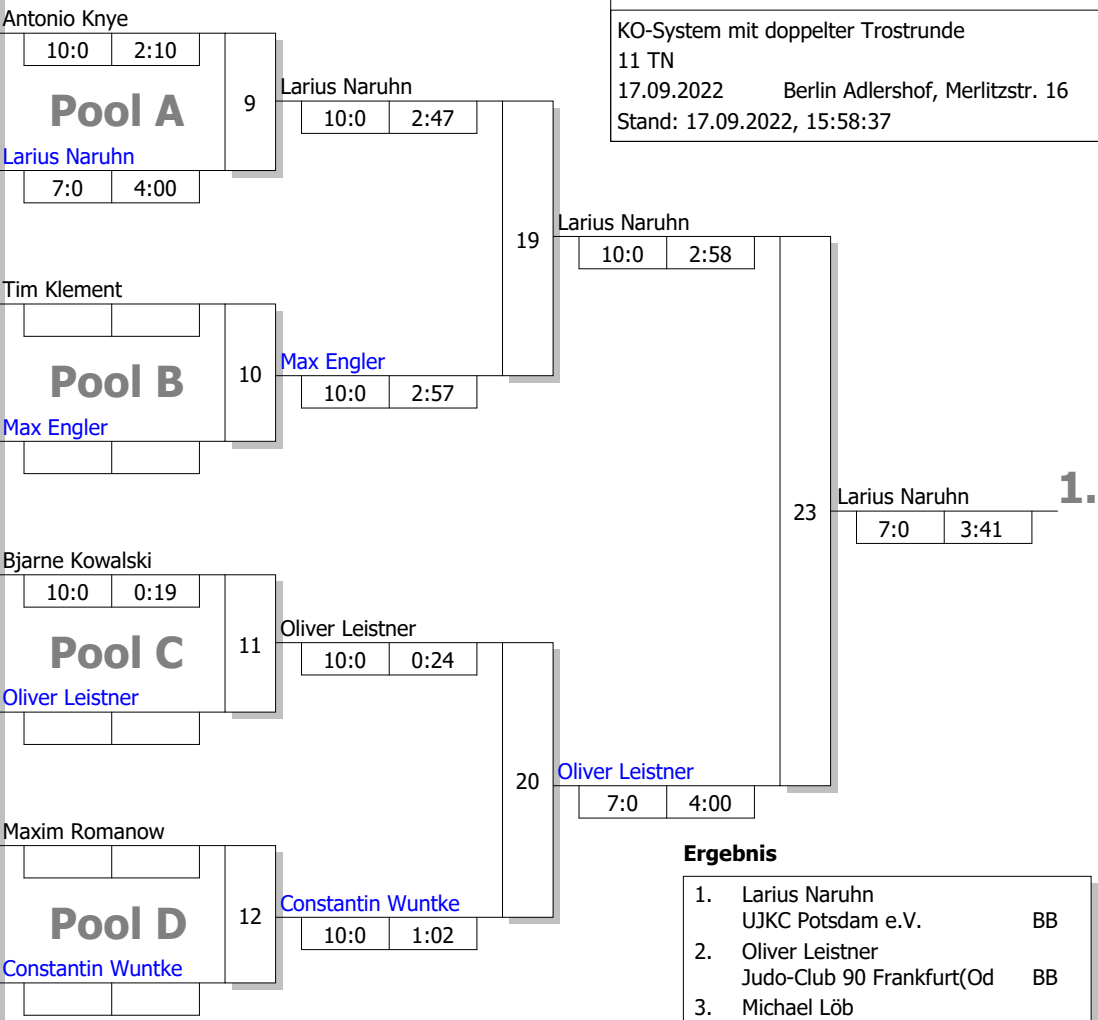 Antonio Knye
10:0 2:10
Pool A
9
Larius Naruhn
7:0 4:00
Larius Naruhn
10:0 2:47
Tim Klement
Pool B
10
Max Engler
Max Engler
10:0 2:57
19
Larius Naruhn
10:0 2:58
Bjarne Kowalski
10:0 0:19
Pool C
11
Oliver Leistner
Oliver Leistner
10:0 0:24
Maxim Romanow
Pool D
12
Constantin Wuntke
Constantin Wuntke
10:0 1:02
20
Oliver Leistner
7:0 4:00
23
Larius Naruhn
7:0 3:41
1.
KO-System mit doppelter Trostrunde
11 TN
17.09.2022 Berlin Adlershof, Merlitzstr. 16
Stand: 17.09.2022, 15:58:37
Ergebnis
1. Larius Naruhn
UJKC Potsdam e.V. BB
2. Oliver Leistner
Judo-Club 90 Frankfurt(Od BB
3. Michael Löb